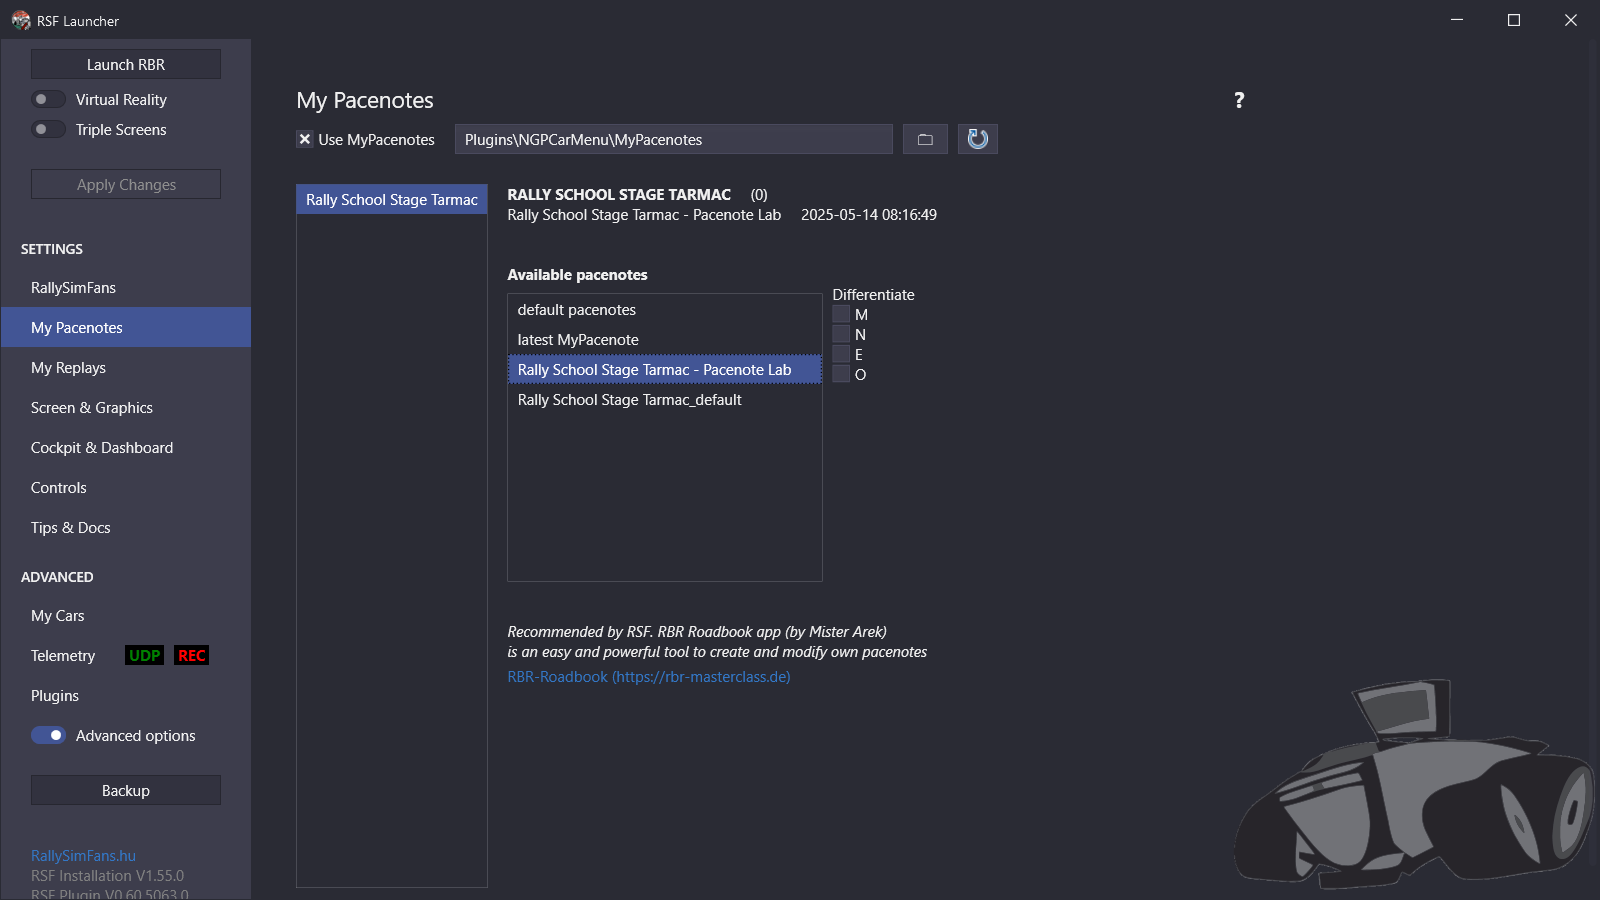 RSF Launcher
Launch RBR
Virtual Reality
Triple Screens
Apply Changes
SETTINGS
RallySimFans
My Pacenotes
My Replays
Screen & Graphics
Cockpit & Dashboard
Controls
Tips & Docs
ADVANCED
My Cars
Telemetry UDP REC
Plugins
Advanced options
Backup
RallySimFans.hu
RSF Installation V1.55.0
RSF Plugin V0.60.5063.0
My Pacenotes ?
Use MyPacenotes Plugins\NGPCarMenu\MyPacenotes
Rally School Stage Tarmac
RALLY SCHOOL STAGE TARMAC (0)
Rally School Stage Tarmac - Pacenote Lab 2025-05-14 08:16:49
Available pacenotes
default pacenotes
latest MyPacenote
Rally School Stage Tarmac - Pacenote Lab
Rally School Stage Tarmac_default
Differentiate
M
N
E
O
Recommended by RSF. RBR Roadbook app (by Mister Arek)
is an easy and powerful tool to create and modify own pacenotes
RBR-Roadbook (https://rbr-masterclass.de)